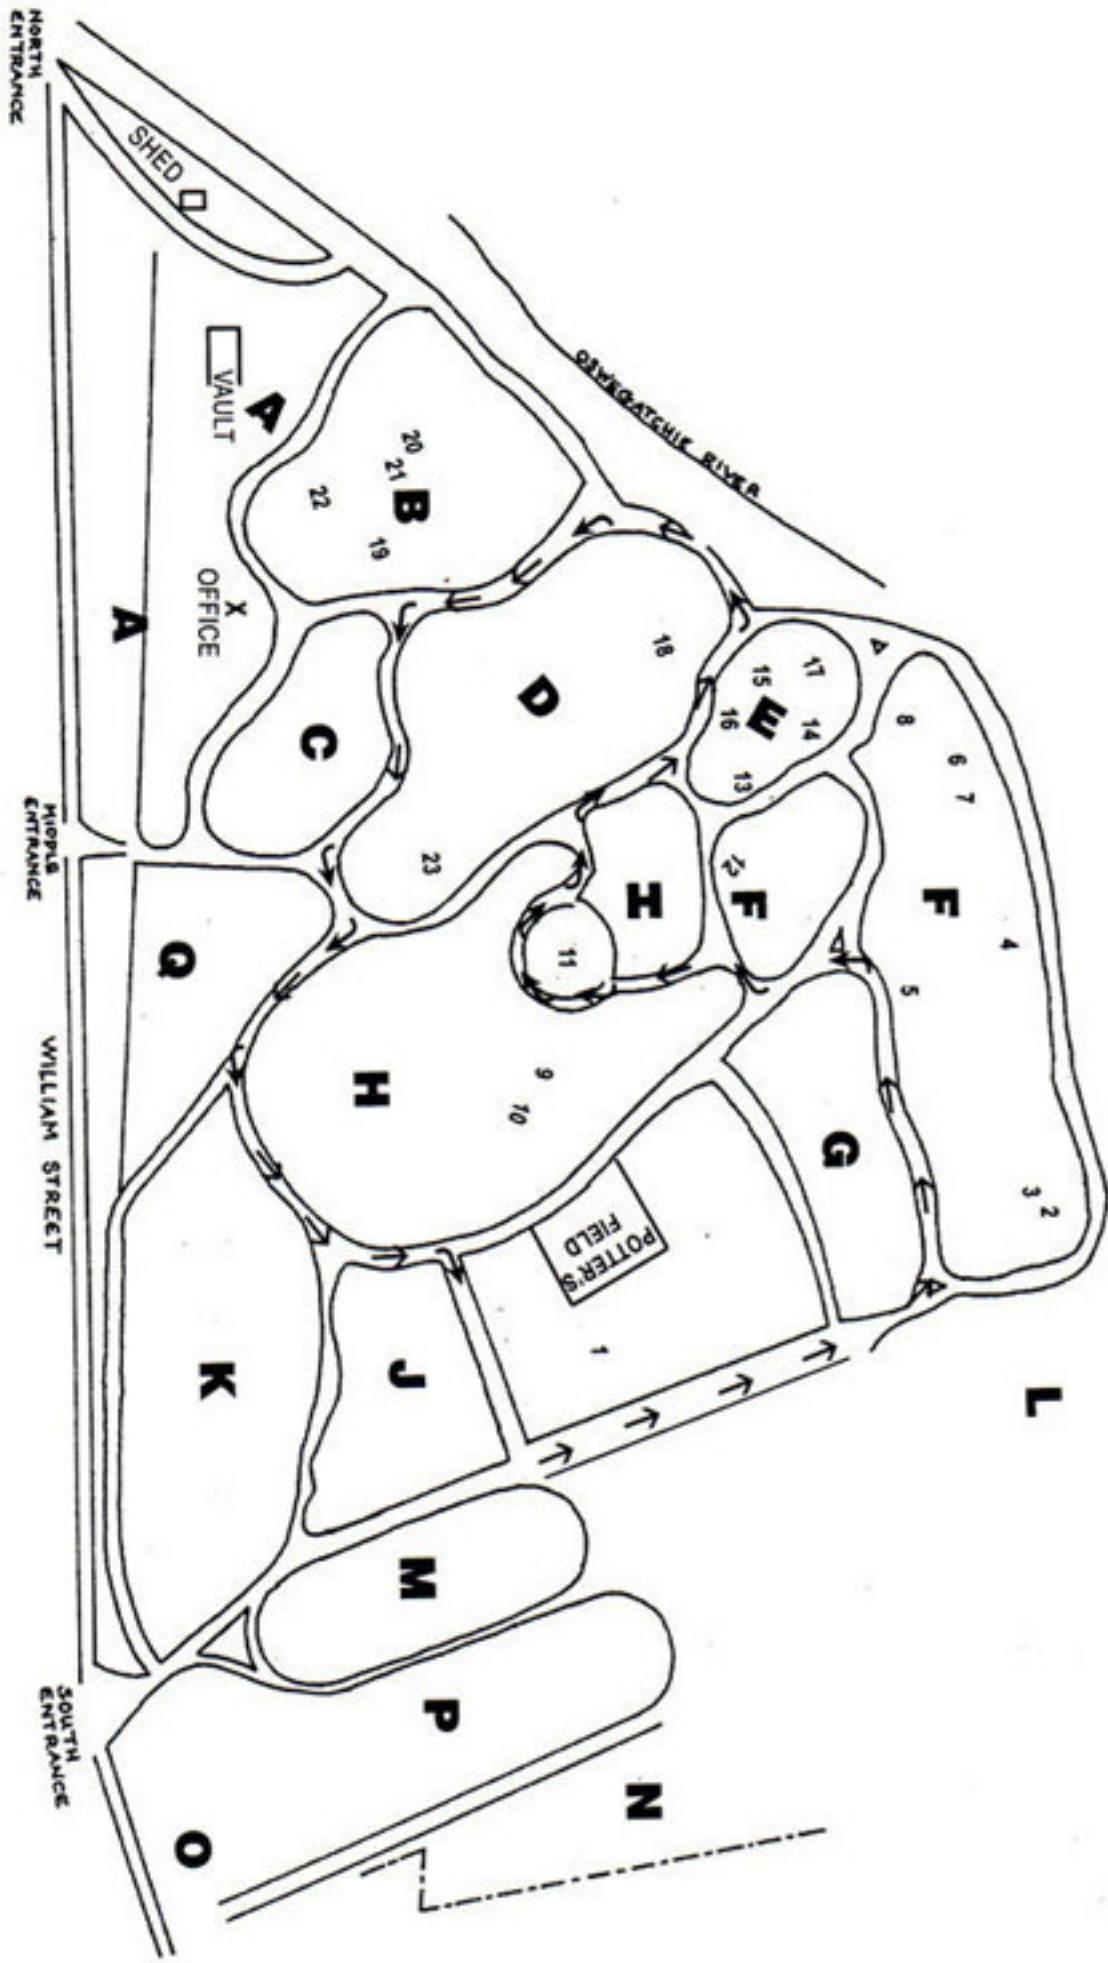 NORTH
ENTRANCE
SHED
VAULT
A
OSWEGATCHIE RIVER
20
21
B
22
19
X
OFFICE
A
C
D
18
17
15
E
14
16
13
8
6
7
F
4
5
12
F
H
11
23
MIDDLE
ENTRANCE
Q
WILLIAM STREET
H
9
10
G
3
2
POTTER'S
FIELD
1
L
K
J
M
P
N
O
SOUTH
ENTRANCE